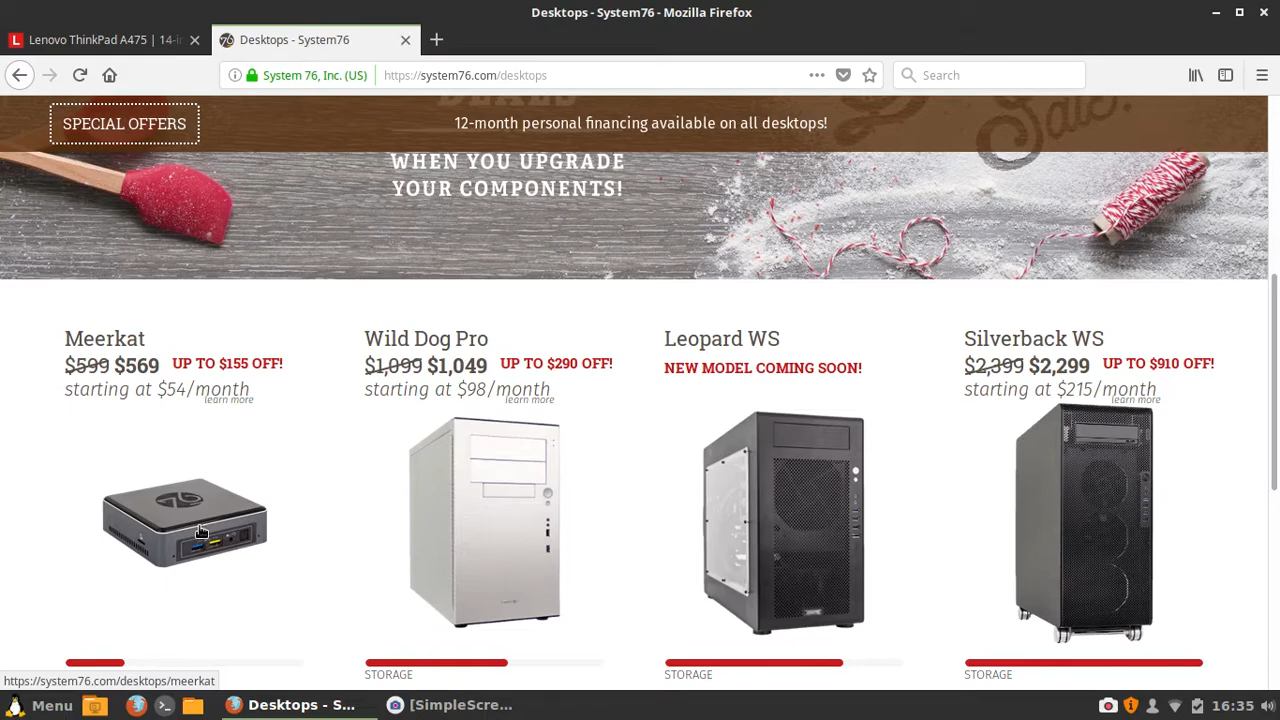 Desktops - System76 - Mozilla Firefox
Lenovo ThinkPad A475 | 14-in
Desktops - System76
System 76, Inc. (US)
https://system76.com/desktops
Search
DEALS
Sale.
SPECIAL OFFERS
12-month personal financing available on all desktops!
WHEN YOU UPGRADE
YOUR COMPONENTS!
Meerkat
$599 $569 UP TO $155 OFF!
starting at $54/month
learn more
Wild Dog Pro
$1,099 $1,049 UP TO $290 OFF!
starting at $98/month
learn more
Leopard WS
NEW MODEL COMING SOON!
Silverback WS
$2,399 $2,299 UP TO $910 OFF!
starting at $215/month
learn more
76
STORAGE
STORAGE
STORAGE
https://system76.com/desktops/meerkat
Menu
Desktops - S...
[SimpleScre...
16:35